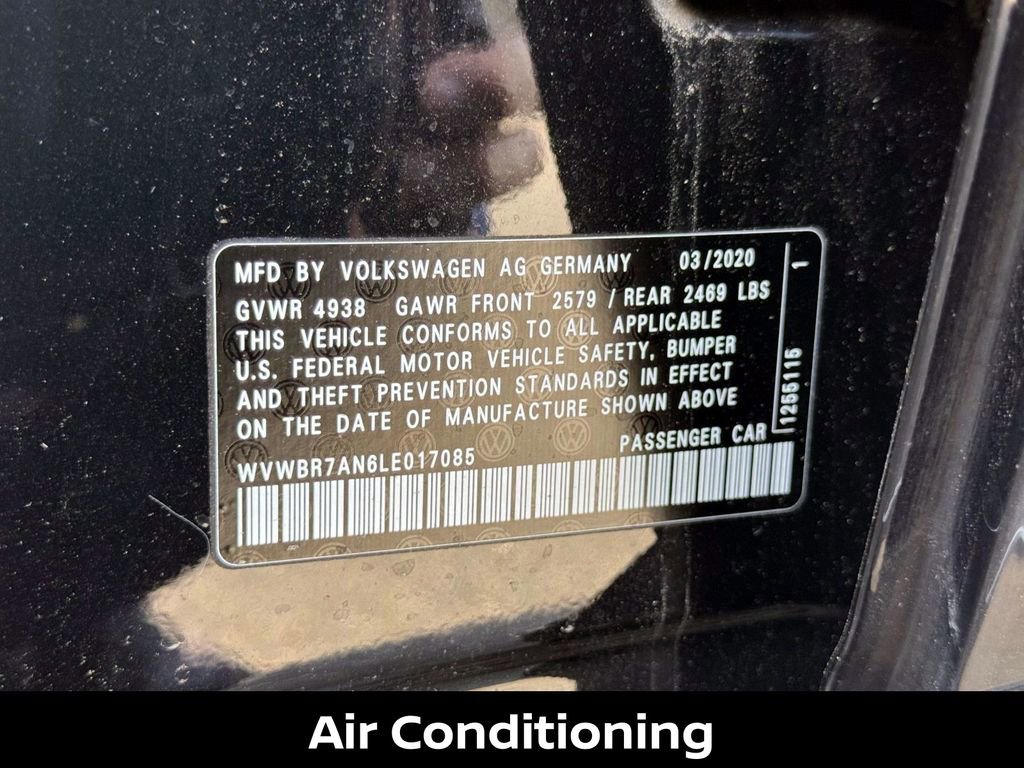 MFD BY VOLKSWAGEN AG GERMANY 03/2020
GVWR 4938 GAWR FRONT 2579 / REAR 2469 LBS
THIS VEHICLE CONFORMS TO ALL APPLICABLE
U.S. FEDERAL MOTOR VEHICLE SAFETY, BUMPER
AND THEFT PREVENTION STANDARDS IN EFFECT
ON THE DATE OF MANUFACTURE SHOWN ABOVE
WVWBR7AN6LE017085 PASSENGER CAR
1255115 1
Air Conditioning